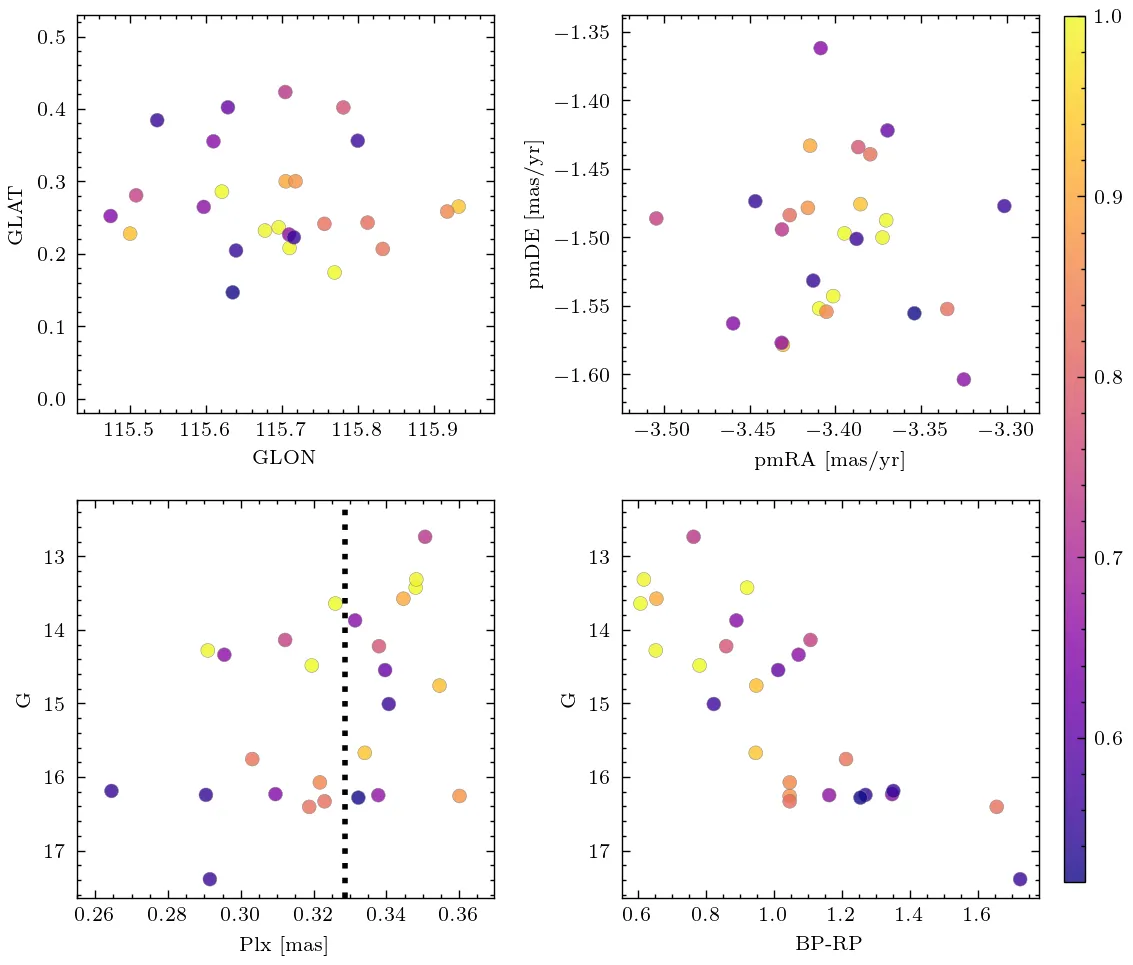 0.5
0.4
0.3
0.2
0.1
0.0
GLAT
115.5 115.6 115.7 115.8 115.9
GLON
−1.35
−1.40
−1.45
−1.50
−1.55
−1.60
pmDE [mas/yr]
−3.50 −3.45 −3.40 −3.35 −3.30
pmRA [mas/yr]
13
14
15
16
17
G
0.26 0.28 0.30 0.32 0.34 0.36
Plx [mas]
13
14
15
16
17
G
0.6 0.8 1.0 1.2 1.4 1.6
BP-RP
1.0
0.9
0.8
0.7
0.6